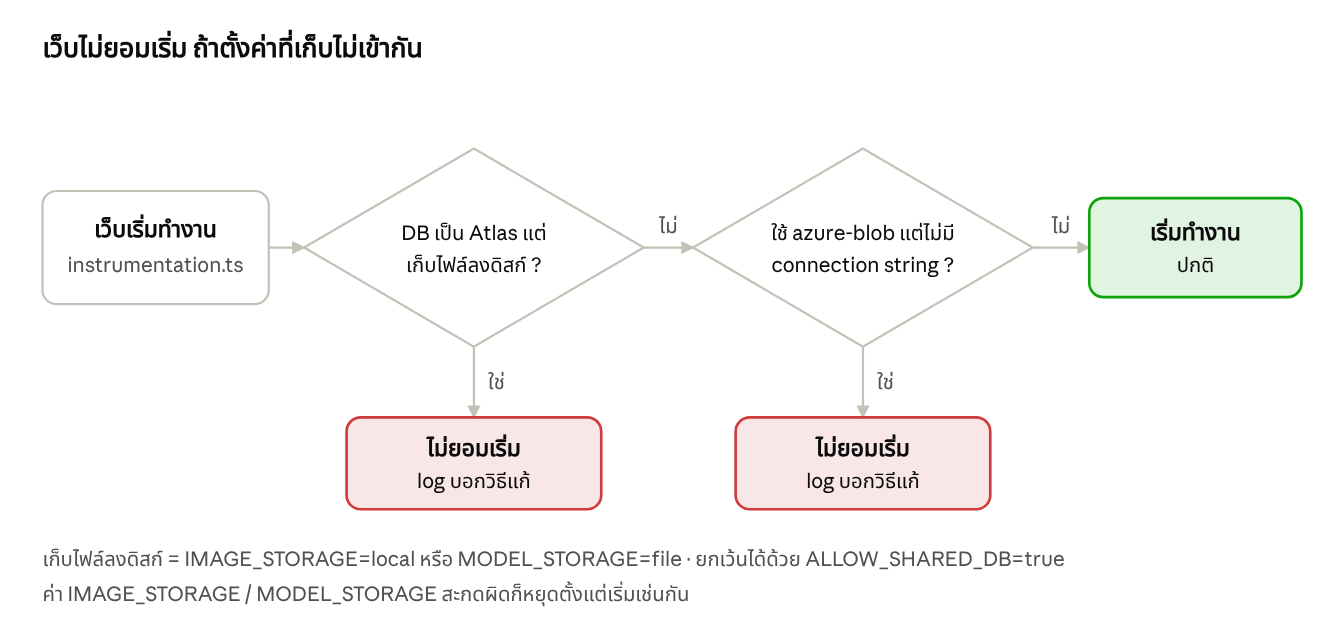 เว็บไม่ยอมเริ่ม ถ้าตั้งค่าที่เก็บไม่เข้ากัน
เว็บเริ่มทำงาน
instrumentation.ts
DB เป็น Atlas แต่
เก็บไฟล์ลงดิสก์ ?
ไม่
ใช้ azure-blob แต่ไม่มี
connection string ?
ไม่
เริ่มทำงาน
ปกติ
ใช่
ใช่
ไม่ยอมเริ่ม
log บอกวิธีแก้
ไม่ยอมเริ่ม
log บอกวิธีแก้
เก็บไฟล์ลงดิสก์ = IMAGE_STORAGE=local หรือ MODEL_STORAGE=file · ยกเว้นได้ด้วย ALLOW_SHARED_DB=true
ค่า IMAGE_STORAGE / MODEL_STORAGE สะกดผิดก็หยุดตั้งแต่เริ่มเช่นกัน